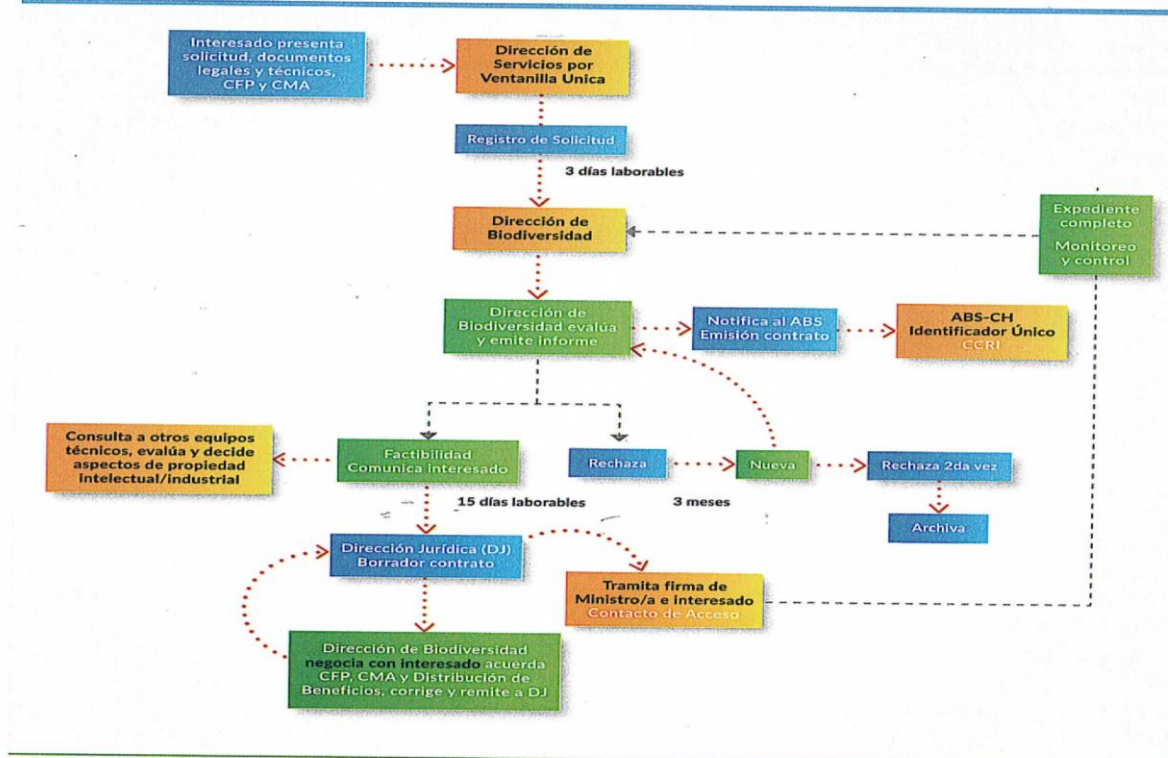 Interesado presenta
solicitud, documentos
legales y técnicos,
CFP y CMA
Dirección de
Servicios por
Ventanilla Unica
Registro de Solicitud
3 días laborables
Dirección de
Biodiversidad
Expediente
completo
Monitoreo
y control
Dirección de
Biodiversidad evalúa
y emite informe
Notifica al ABS
Emisión contrato
ABS-CH
Identificador Único
CCRI
Consulta a otros equipos
técnicos, evalúa y decide
aspectos de propiedad
intelectual/industrial
Factibilidad
Comunica interesado
Rechaza
Nueva
Rechaza 2da vez
15 días laborables
3 meses
Archiva
Dirección Jurídica (DJ)
Borrador contrato
Tramita firma de
Ministro/a e interesado
Contacto de Acceso
Dirección de Biodiversidad
negocia con interesado acuerda
CFP, CMA y Distribución de
Beneficios, corrige y remite a DJ